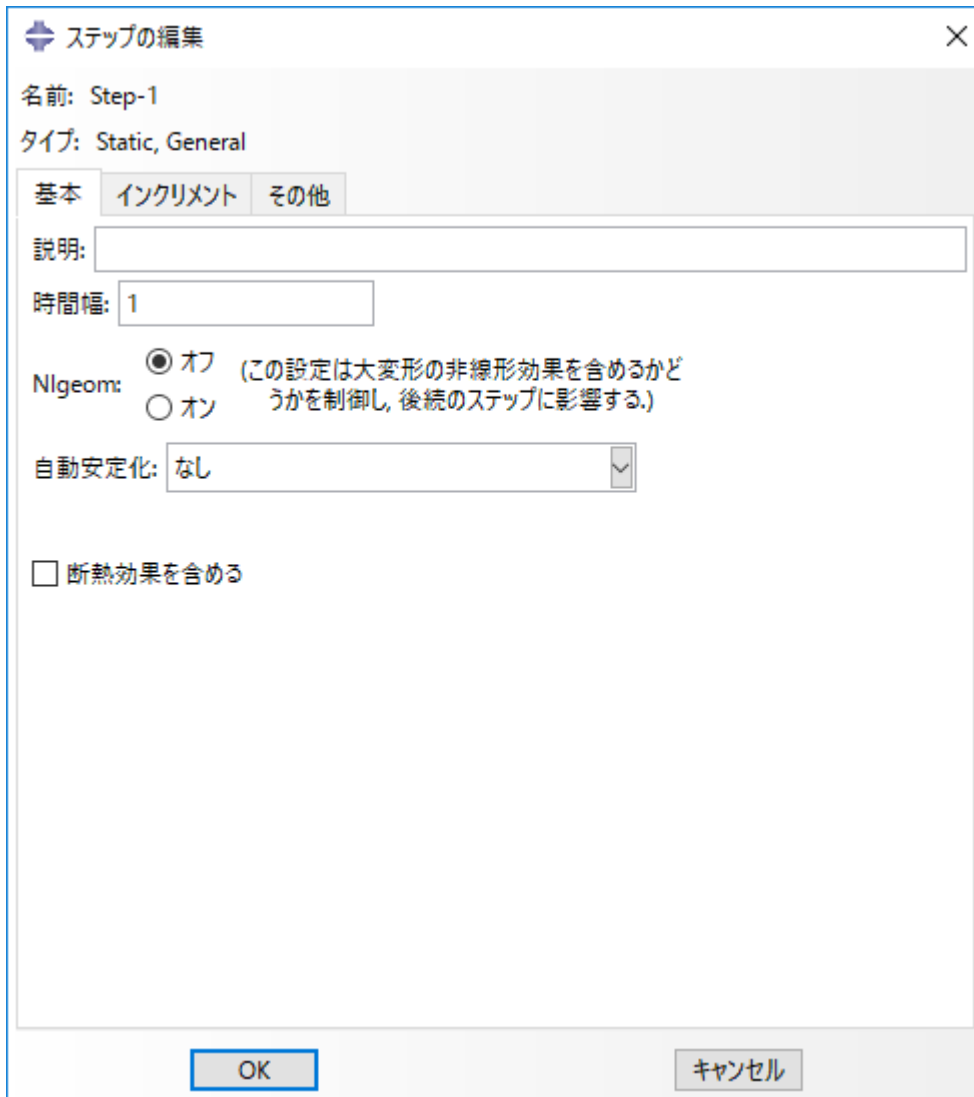 ステップの編集
名前: Step-1
タイプ: Static, General
基本 インクリメント その他
説明:
時間幅: 1
Nlgeom: オフ (この設定は大変形の非線形効果を含めるかど
オン うかを制御し, 後続のステップに影響する.)
自動安定化: なし
断熱効果を含める
OK キャンセル